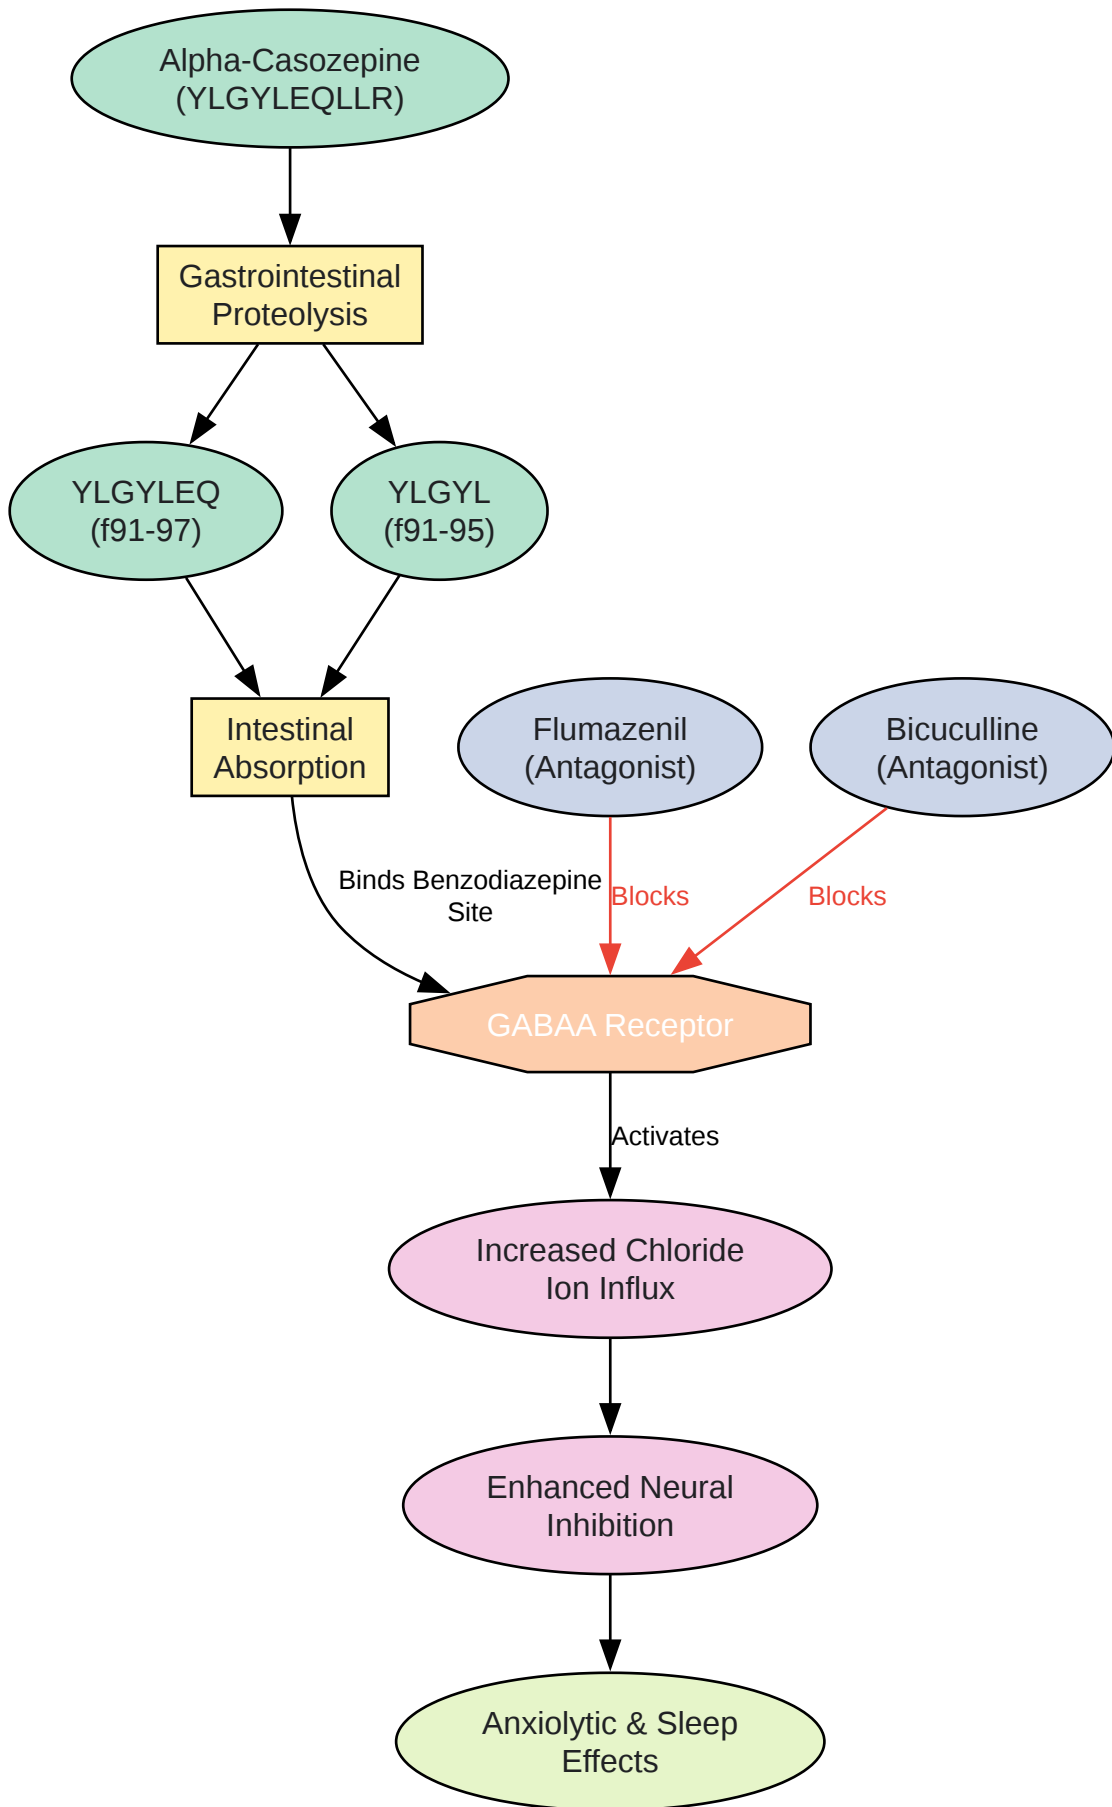 Alpha-Casozepine
(YLGYLEQLLR)
Gastrointestinal
Proteolysis
YLGYLEQ
(f91-97)
YLGYL
(f91-95)
Intestinal
Absorption
Flumazenil
(Antagonist)
Bicuculline
(Antagonist)
Binds Benzodiazepine
Site
Blocks
Blocks
GABAA Receptor
Activates
Increased Chloride
Ion Influx
Enhanced Neural
Inhibition
Anxiolytic & Sleep
Effects